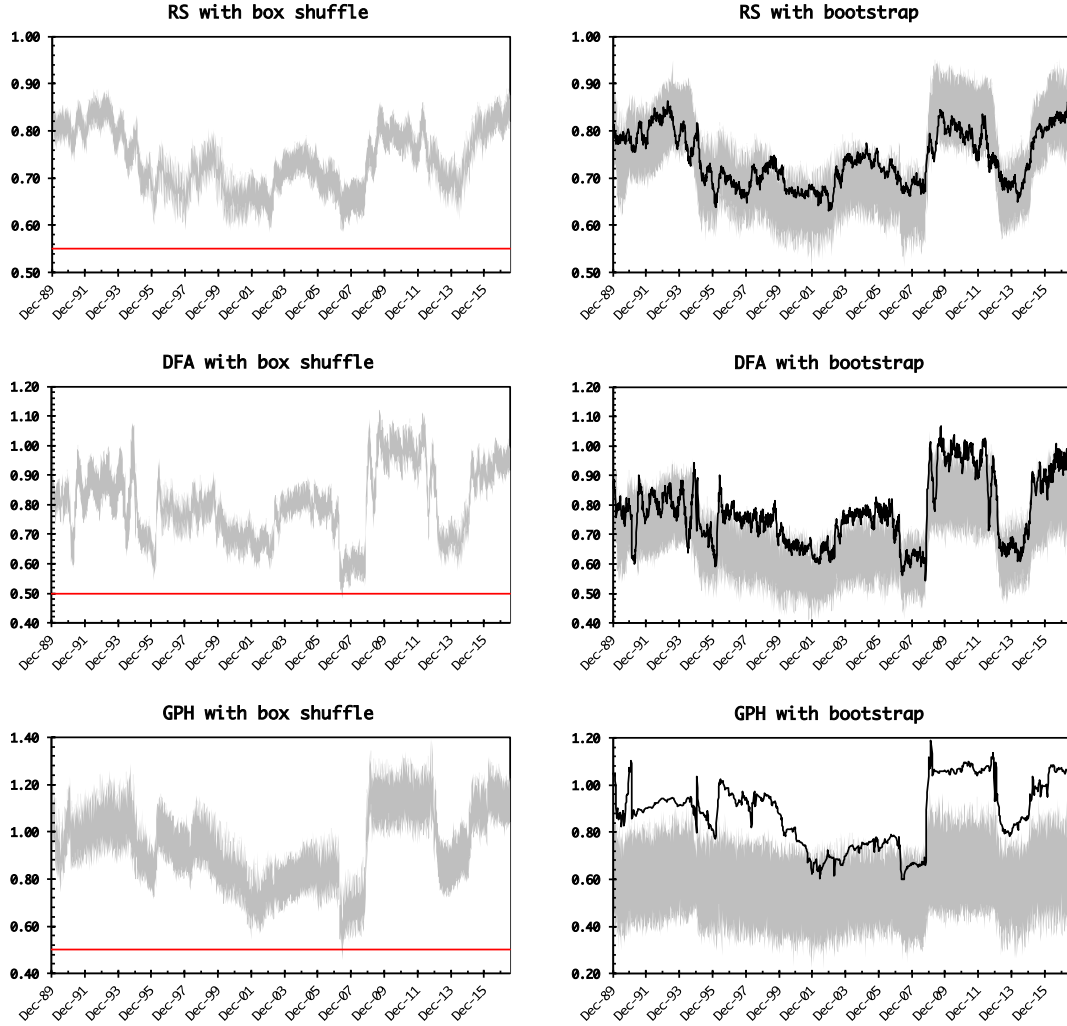 RS with box shuffle
1.00
0.90
0.80
0.70
0.60
0.50
Dec-89
Dec-91
Dec-93
Dec-95
Dec-97
Dec-99
Dec-01
Dec-03
Dec-05
Dec-07
Dec-09
Dec-11
Dec-13
Dec-15
RS with bootstrap
1.00
0.90
0.80
0.70
0.60
0.50
Dec-89
Dec-91
Dec-93
Dec-95
Dec-97
Dec-99
Dec-01
Dec-03
Dec-05
Dec-07
Dec-09
Dec-11
Dec-13
Dec-15
DFA with box shuffle
1.20
1.10
1.00
0.90
0.80
0.70
0.60
0.50
0.40
Dec-89
Dec-91
Dec-93
Dec-95
Dec-97
Dec-99
Dec-01
Dec-03
Dec-05
Dec-07
Dec-09
Dec-11
Dec-13
Dec-15
DFA with bootstrap
1.20
1.10
1.00
0.90
0.80
0.70
0.60
0.50
0.40
Dec-89
Dec-91
Dec-93
Dec-95
Dec-97
Dec-99
Dec-01
Dec-03
Dec-05
Dec-07
Dec-09
Dec-11
Dec-13
Dec-15
GPH with box shuffle
1.40
1.20
1.00
0.80
0.60
0.40
Dec-89
Dec-91
Dec-93
Dec-95
Dec-97
Dec-99
Dec-01
Dec-03
Dec-05
Dec-07
Dec-09
Dec-11
Dec-13
Dec-15
GPH with bootstrap
1.20
1.00
0.80
0.60
0.40
0.20
Dec-89
Dec-91
Dec-93
Dec-95
Dec-97
Dec-99
Dec-01
Dec-03
Dec-05
Dec-07
Dec-09
Dec-11
Dec-13
Dec-15